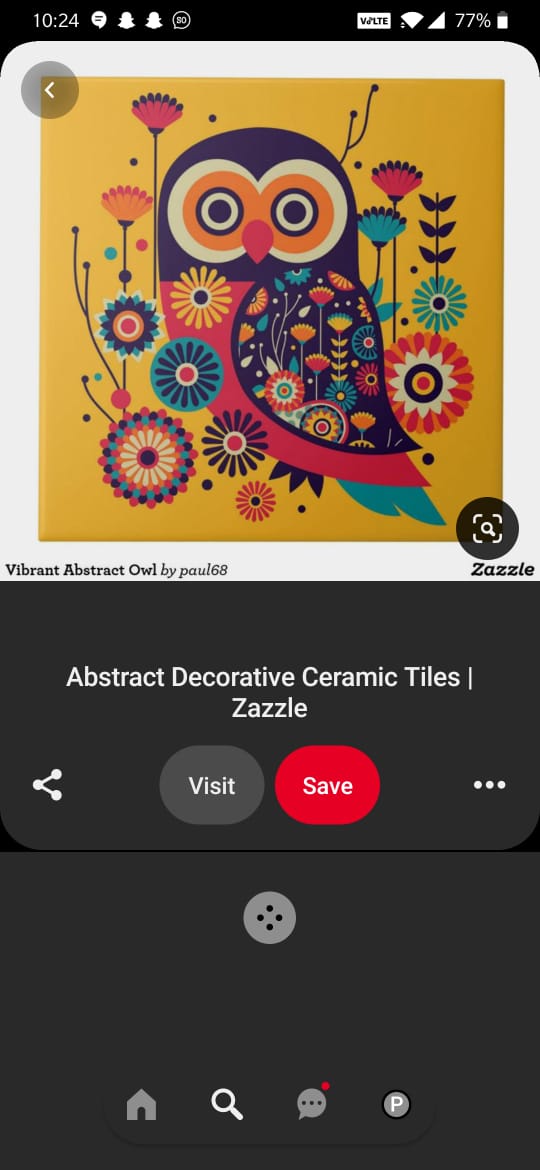 10:24
VoLTE
77%
Vibrant Abstract Owl by paul68
Zazzle
Abstract Decorative Ceramic Tiles |
Zazzle
Visit
Save
P